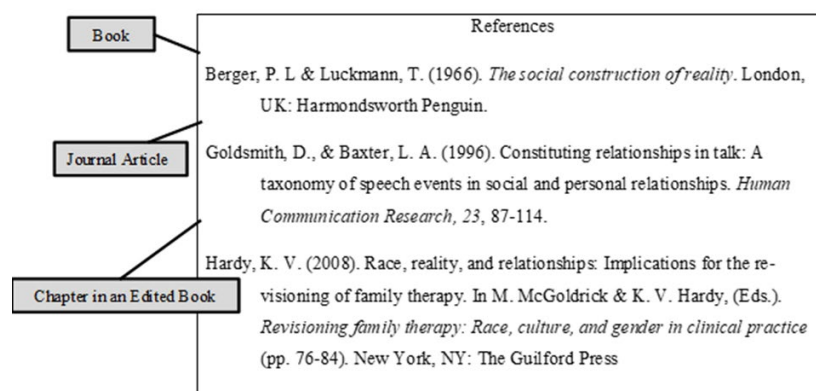 References
Book
Berger, P. L & Luckmann, T. (1966). The social construction of reality. London,
UK: Harmondsworth Penguin.
Journal Article
Goldsmith, D., & Baxter, L. A. (1996). Constituting relationships in talk: A
taxonomy of speech events in social and personal relationships. Human
Communication Research, 23, 87-114.
Chapter in an Edited Book
Hardy, K. V. (2008). Race, reality, and relationships: Implications for the re-
visioning of family therapy. In M. McGoldrick & K. V. Hardy, (Eds.).
Revisioning family therapy: Race, culture, and gender in clinical practice
(pp. 76-84). New York, NY: The Guilford Press